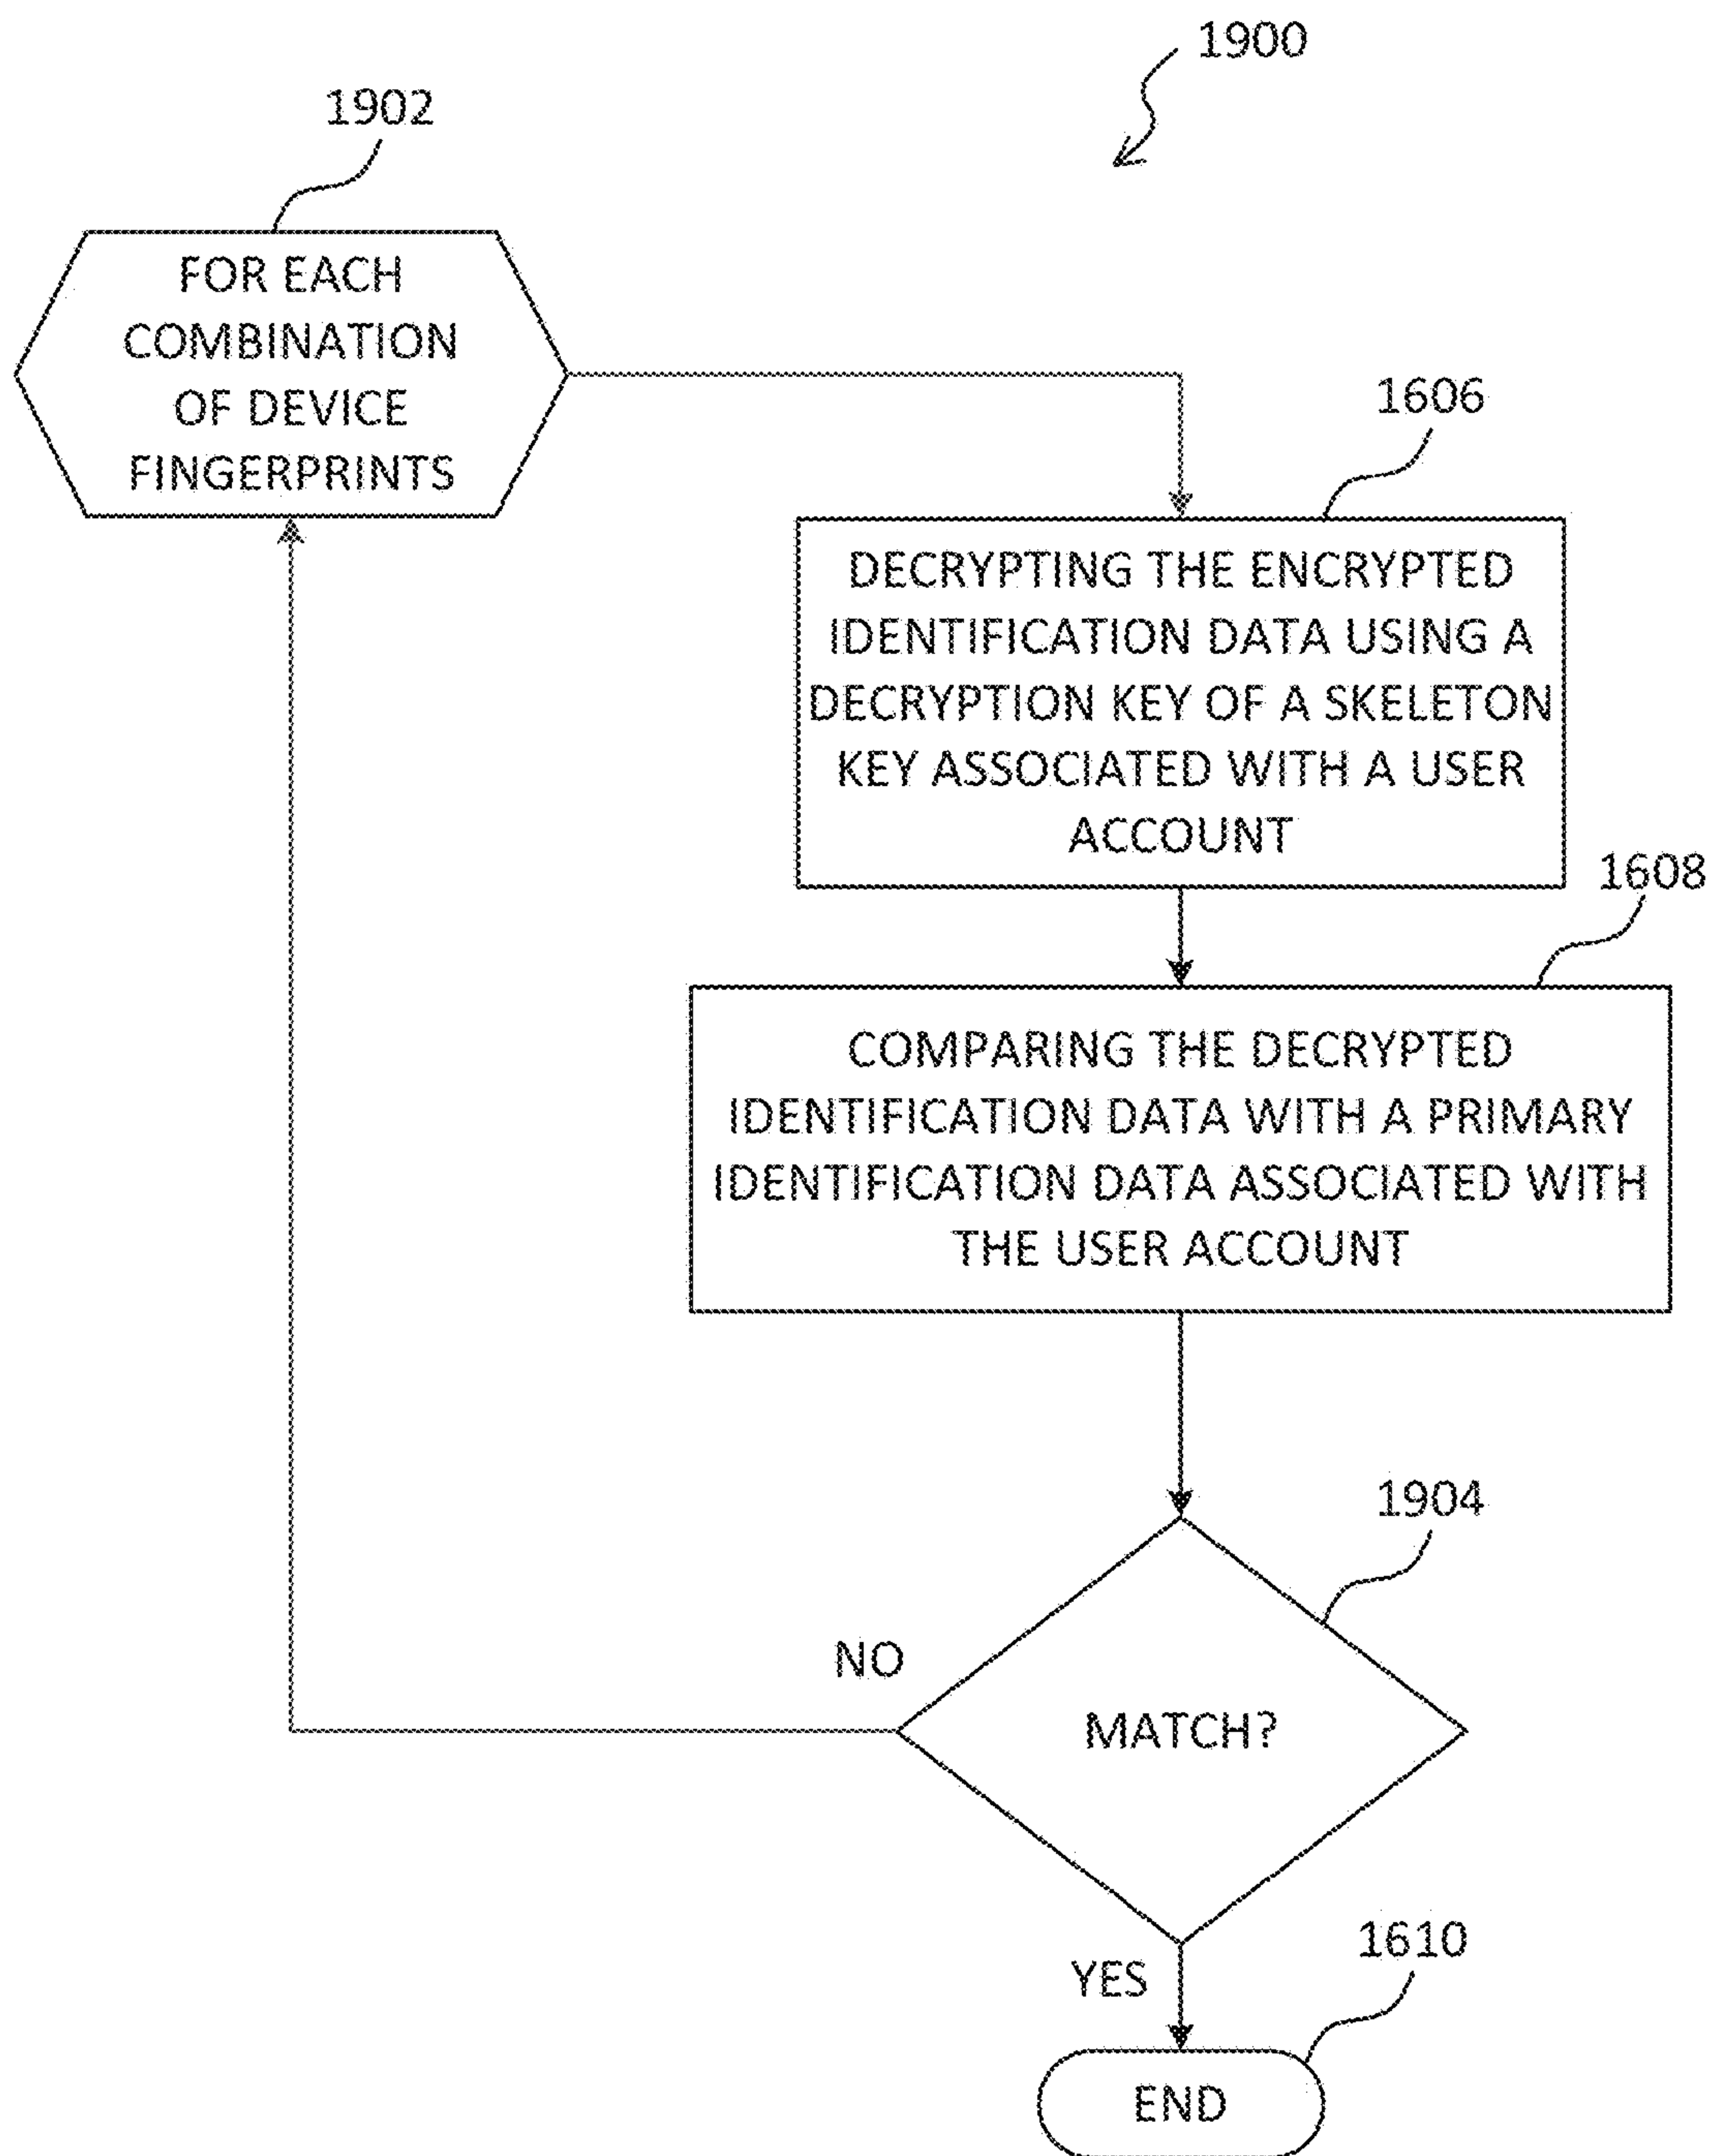 1900
1902
FOR EACH
COMBINATION
OF DEVICE
FINGERPRINTS
1606
DECRYPTING THE ENCRYPTED
IDENTIFICATION DATA USING A
DECRYPTION KEY OF A SKELETON
KEY ASSOCIATED WITH A USER
ACCOUNT
1608
COMPARING THE DECRYPTED
IDENTIFICATION DATA WITH A PRIMARY
IDENTIFICATION DATA ASSOCIATED WITH
THE USER ACCOUNT
1904
NO
MATCH?
YES
1610
END